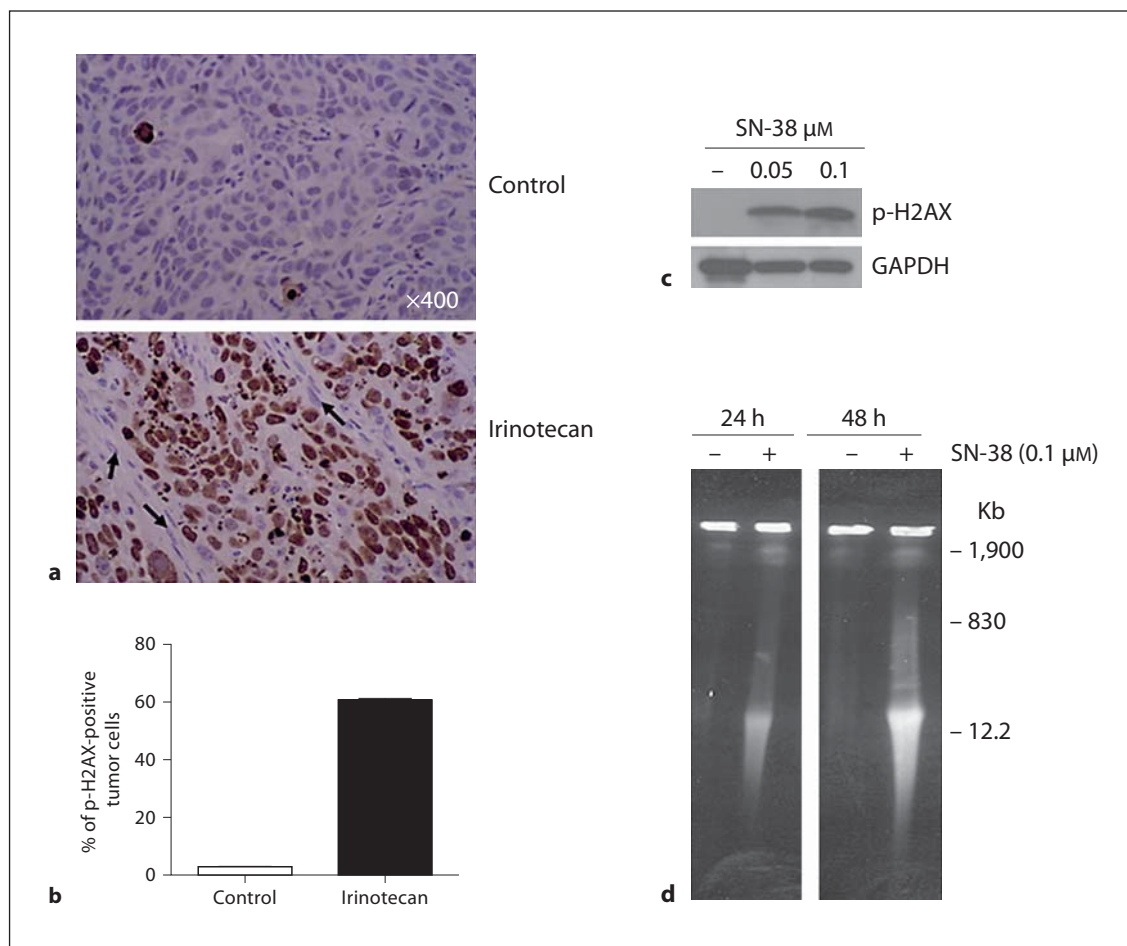 Control
×400
Irinotecan
a
80
60
40
20
0
% of p-H2AX-positive
tumor cells
Control
Irinotecan
b
SN-38 μM
– 0.05 0.1
p-H2AX
GAPDH
c
24 h 48 h
– + – + SN-38 (0.1 μM)
Kb
– 1,900
– 830
– 12.2
d